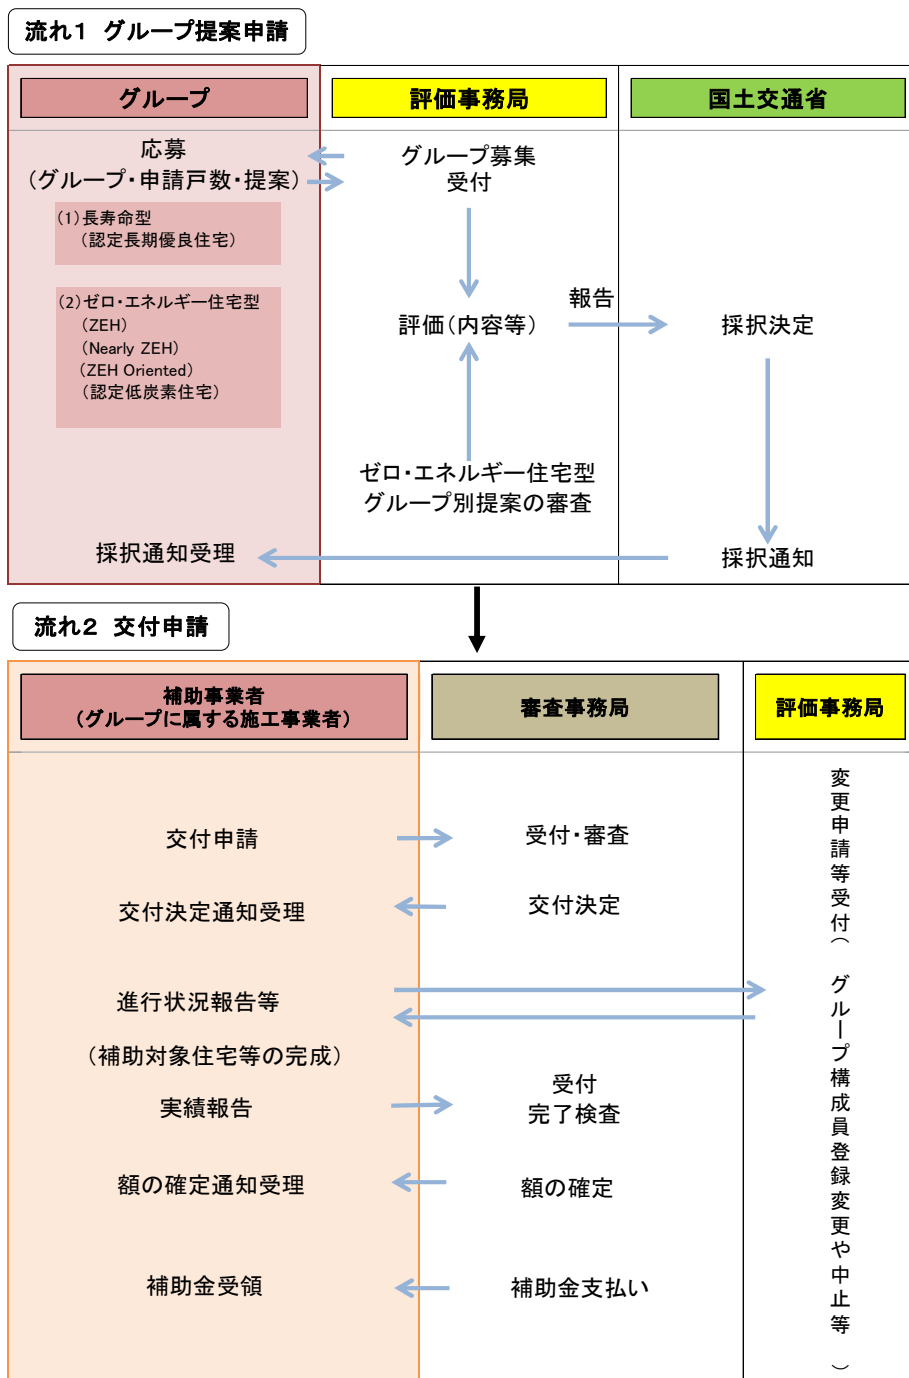 流れ1 グループ提案申請
グループ
評価事務局
国土交通省
応募
(グループ・申請戸数・提案)
グループ募集
受付
(1)長寿命型
(認定長期優良住宅)
(2)ゼロ・エネルギー住宅型
(ZEH)
(Nearly ZEH)
(ZEH Oriented)
(認定低炭素住宅)
評価(内容等)
報告
採択決定
ゼロ・エネルギー住宅型
グループ別提案の審査
採択通知受理
採択通知
流れ2 交付申請
補助事業者
(グループに属する施工事業者)
審査事務局
評価事務局
交付申請
受付・審査
交付決定通知受理
交付決定
進行状況報告等
(補助対象住宅等の完成)
実績報告
受付
完了検査
額の確定通知受理
額の確定
補助金受領
補助金支払い
変更申請等受付(グループ構成員登録変更や中止等)